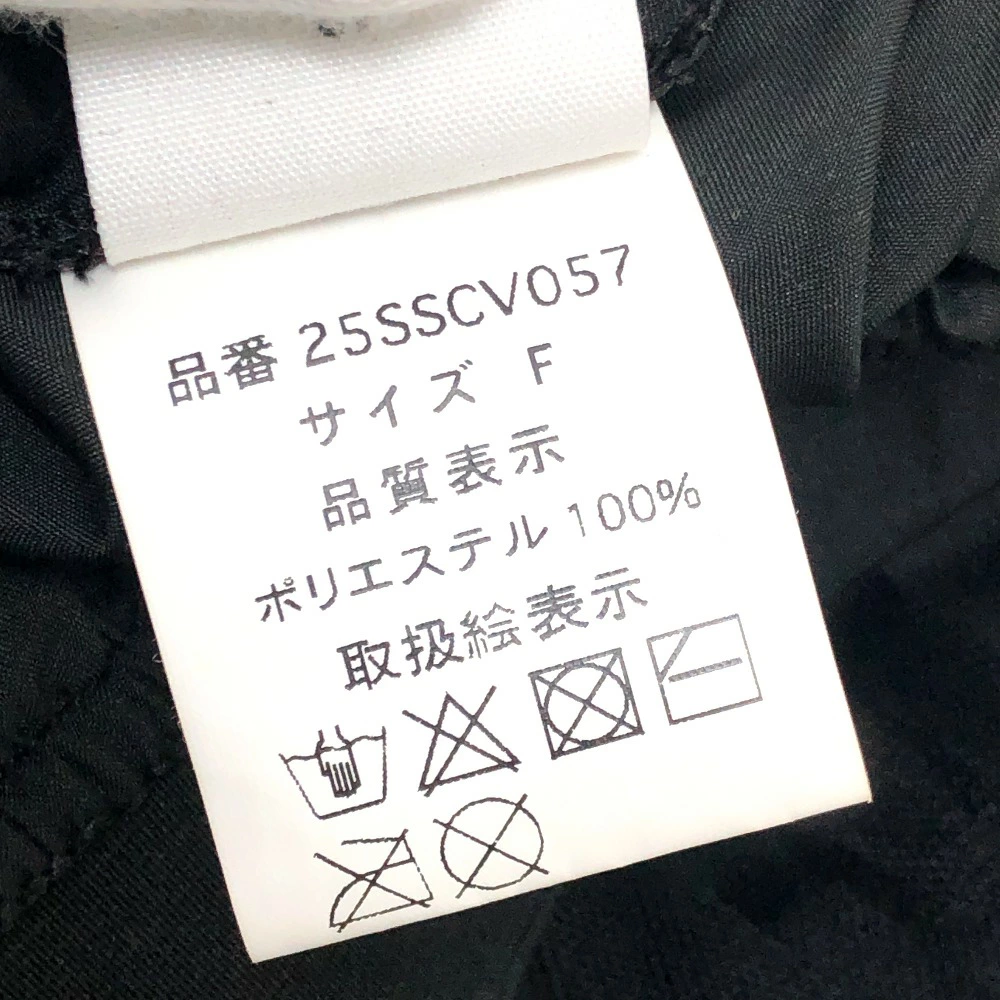 品番 25SSCV057
サイズ F
品質表示
ポリエステル 100%
取扱絵表示